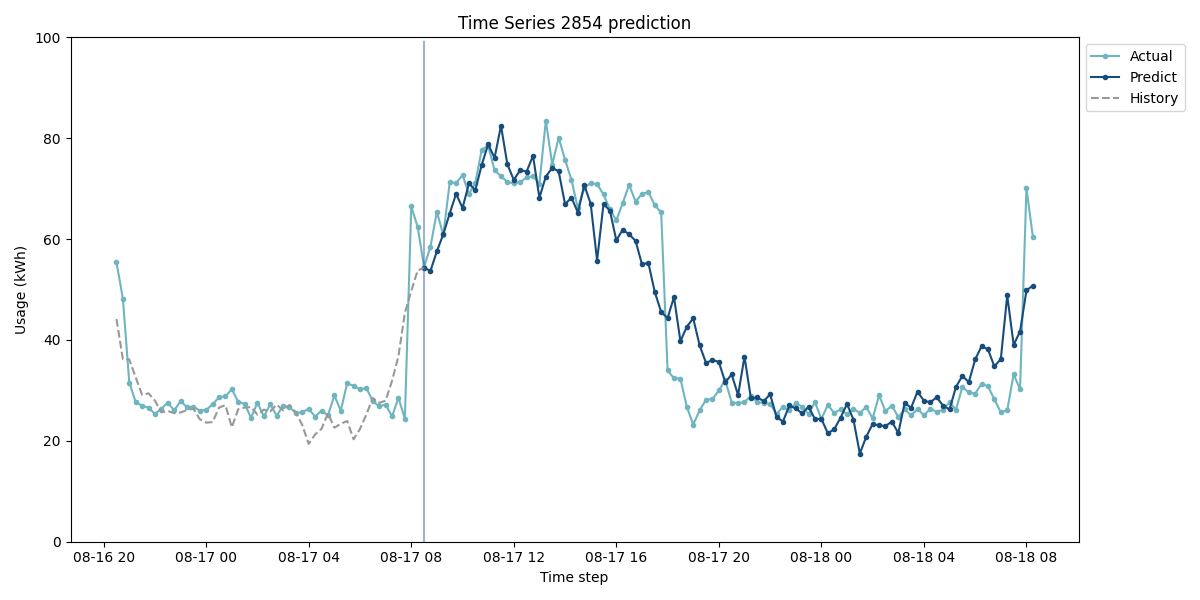 Time Series 2854 prediction
Usage (kWh)
100
80
60
40
20
0
08-16 20
08-17 00
08-17 04
08-17 08
08-17 12
08-17 16
08-17 20
08-18 00
08-18 04
08-18 08
Time step
Actual
Predict
History